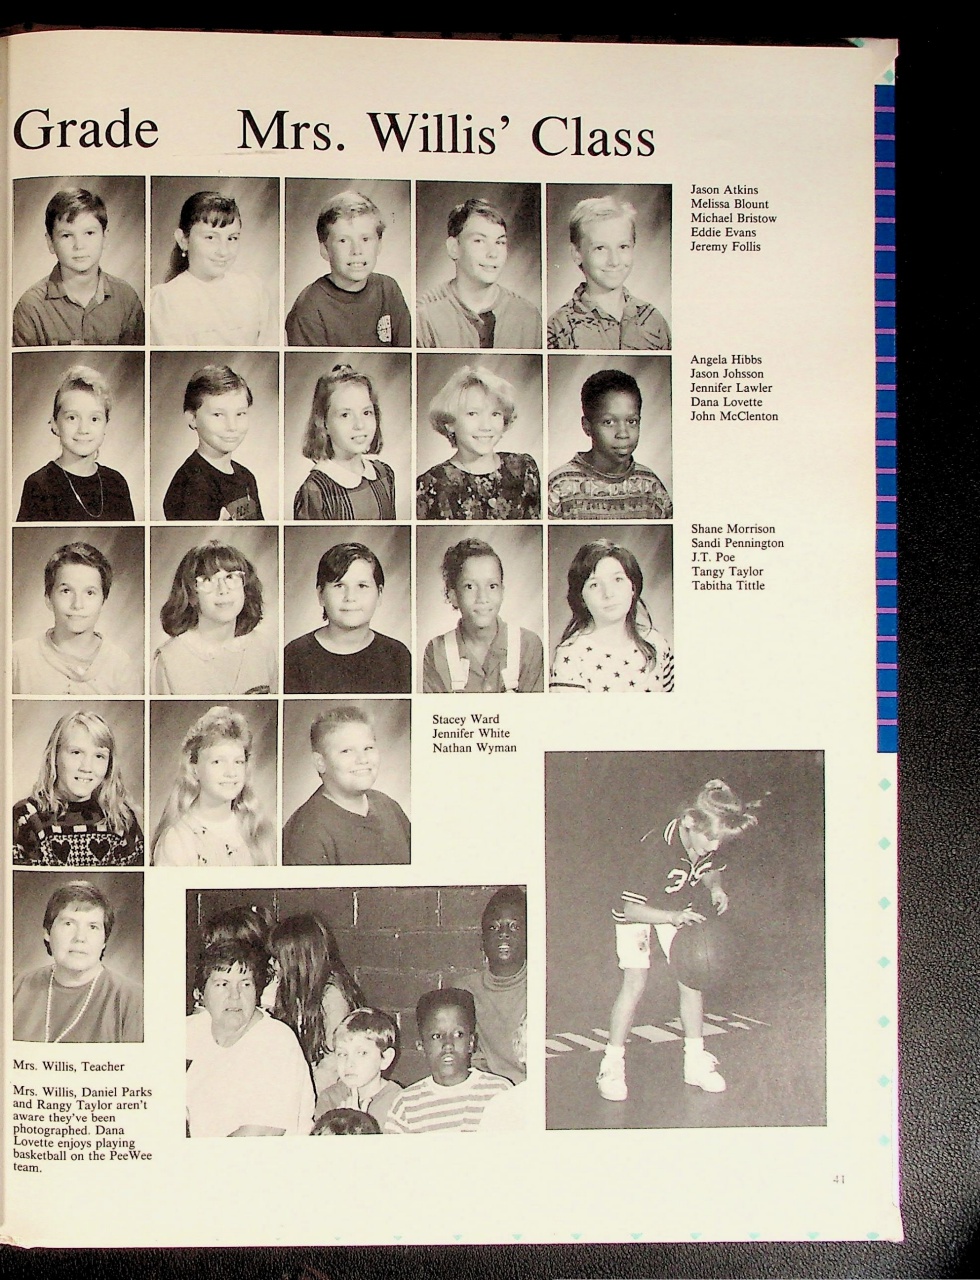 Grade Mrs. Willis' Class
Jason Atkins
Melissa Blount
Michael Bristow
Eddie Evans
Jeremy Follis
Angela Hibbs
Jason Johsson
Jennifer Lawler
Dana Lovette
John McClenton
Shane Morrison
Sandi Pennington
J.T. Poe
Tangy Taylor
Tabitha Tittle
Stacey Ward
Jennifer White
Nathan Wyman
3
Mrs. Willis, Teacher
Mrs. Willis, Daniel Parks
and Rangy Taylor aren't
aware they've been
photographed. Dana
Lovette enjoys playing
basketball on the PeeWee
team.
41